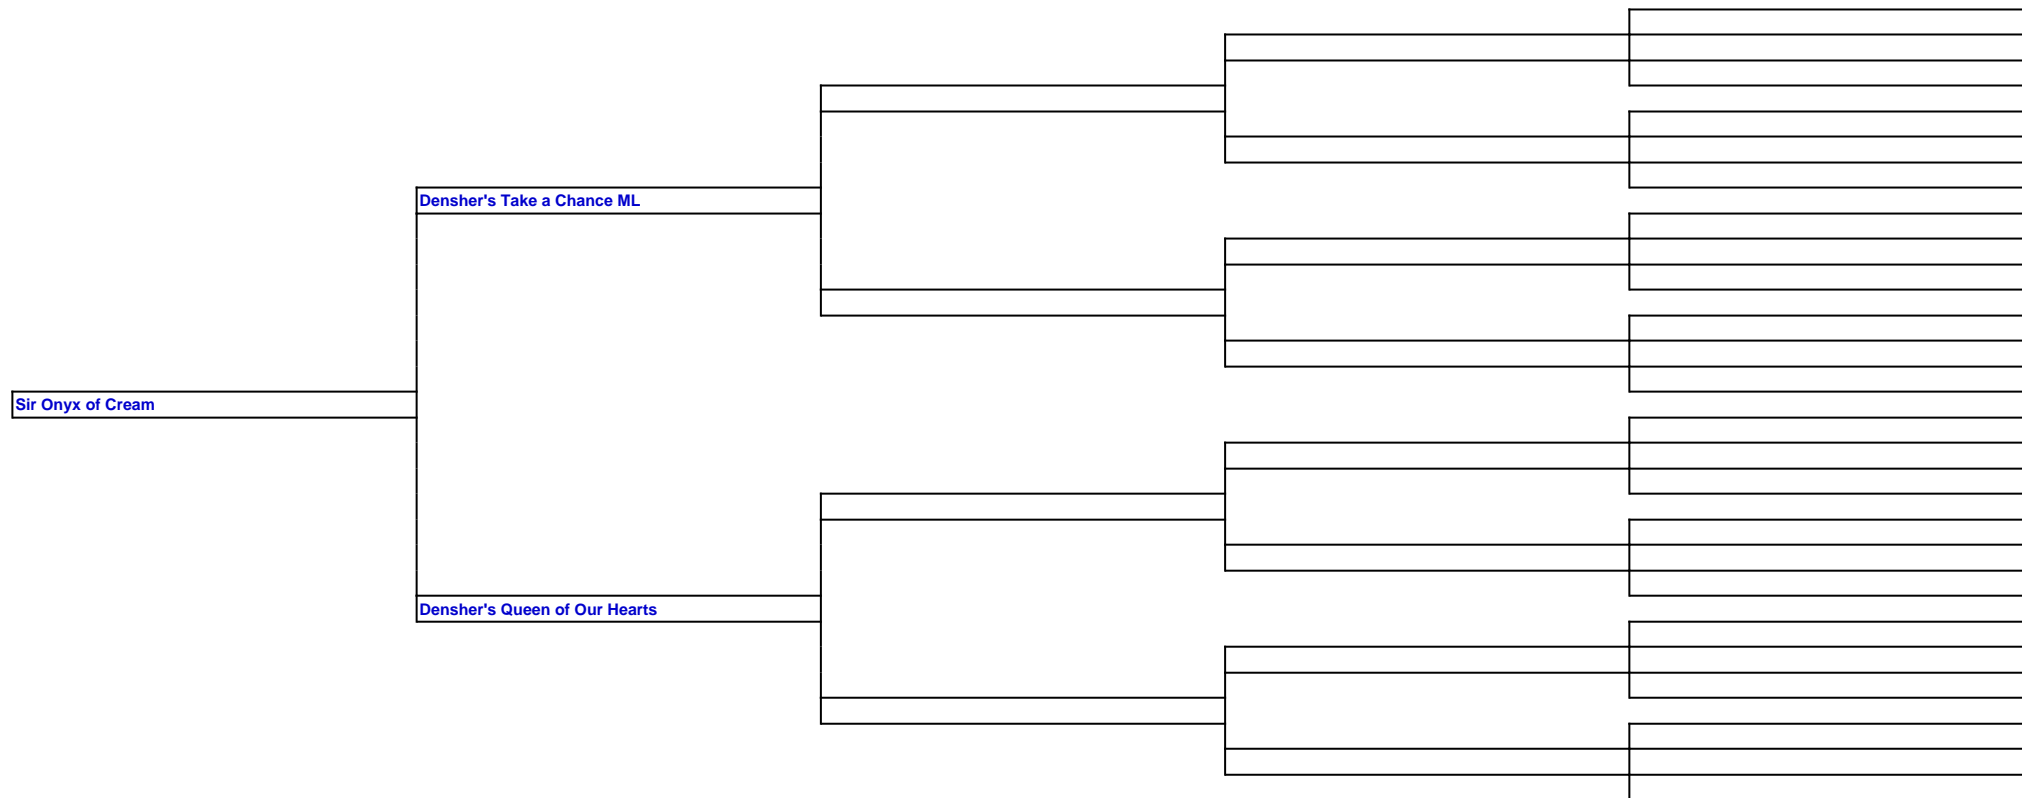 Densher's Take a Chance ML
Sir Onyx of Cream
Densher's Queen of Our Hearts